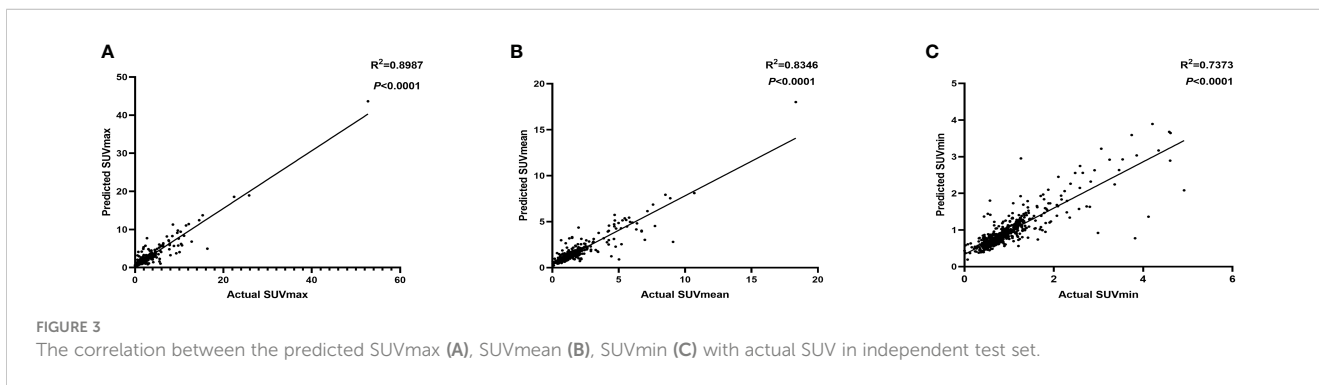 A
R²=0.8987
P<0.0001
50
40
30
20
10
0
0
20
40
60
Predicted SUVmax
Actual SUVmax
B
R²=0.8346
P<0.0001
20
15
10
5
0
0
5
10
15
20
Predicted SUVmean
Actual SUVmean
C
R²=0.7373
P<0.0001
5
4
3
2
1
0
0
2
4
6
Predicted SUVmin
Actual SUVmin
FIGURE 3
The correlation between the predicted SUVmax (A), SUVmean (B), SUVmin (C) with actual SUV in independent test set.